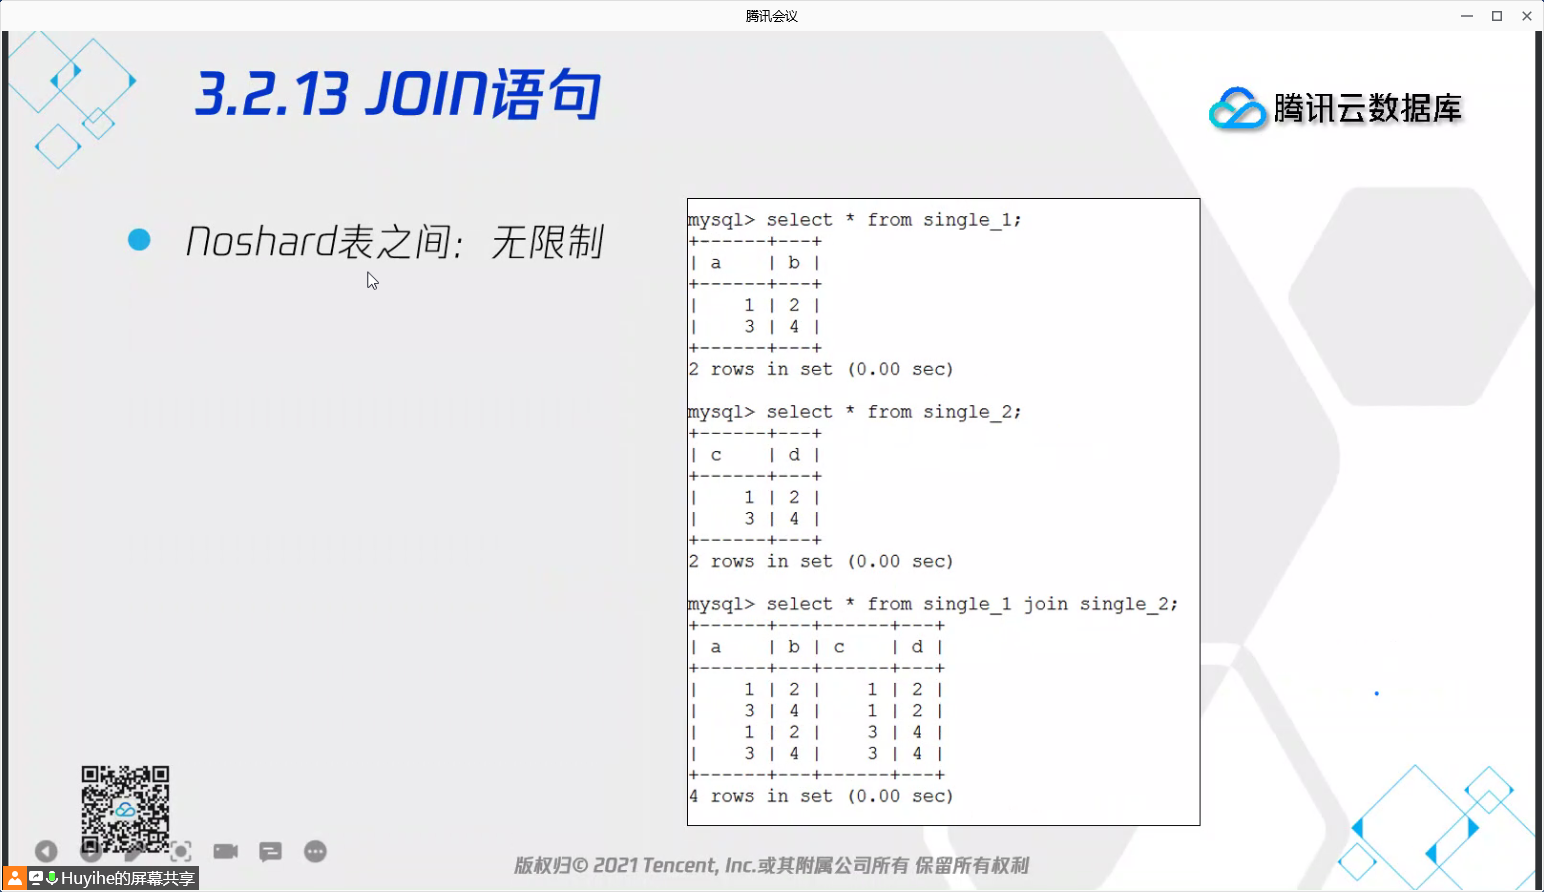 腾讯会议
3.2.13 JOIN语句
腾讯云数据库
Noshard表之间：无限制
mysql> select * from single_1;
+------+---+
| a    | b |
+------+---+
|    1 | 2 |
|    3 | 4 |
+------+---+
2 rows in set (0.00 sec)
mysql> select * from single_2;
+------+---+
| c    | d |
+------+---+
|    1 | 2 |
|    3 | 4 |
+------+---+
2 rows in set (0.00 sec)
mysql> select * from single_1 join single_2;
+------+---+------+---+
| a    | b | c    | d |
+------+---+------+---+
|    1 | 2 |    1 | 2 |
|    3 | 4 |    1 | 2 |
|    1 | 2 |    3 | 4 |
|    3 | 4 |    3 | 4 |
+------+---+------+---+
4 rows in set (0.00 sec)
版权归© 2021 Tencent, Inc.或其附属公司所有 保留所有权利
Huyihe的屏幕共享